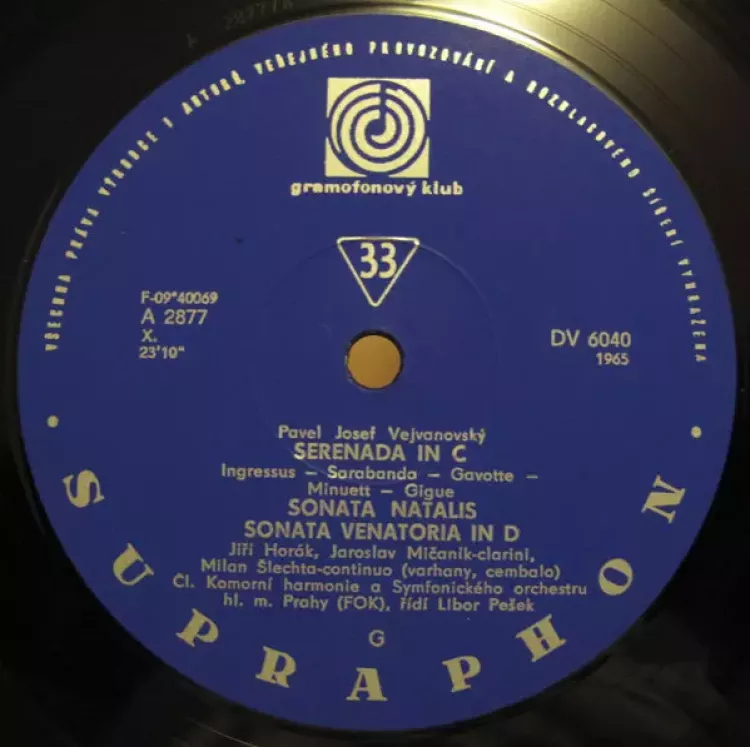 A 2877A
VŠECHNA PRÁVA VÝROBCE I AUTORŮ, VEŘEJNÉHO PROVOZOVÁNÍ A ROZHLASOVÉHO ŠÍŘENÍ VYHRAŽENA
gramofonový klub
33
F-09*40069
A 2877
X.
23'10"
DV 6040
1965
Pavel Josef Vejvanovský
SERENADA IN C
Ingressus – Sarabanda – Gavotte –
Minuett – Gigue
SONATA NATALIS
SONATA VENATORIA IN D
Jiří Horák, Jaroslav Mičaník-clarini,
Milan Šlechta-continuo (varhany, cembalo)
Čl. Komorní harmonie a Symfonického orchestru
hl. m. Prahy (FOK), řídí Libor Pešek
G
• SUPRAPHON •